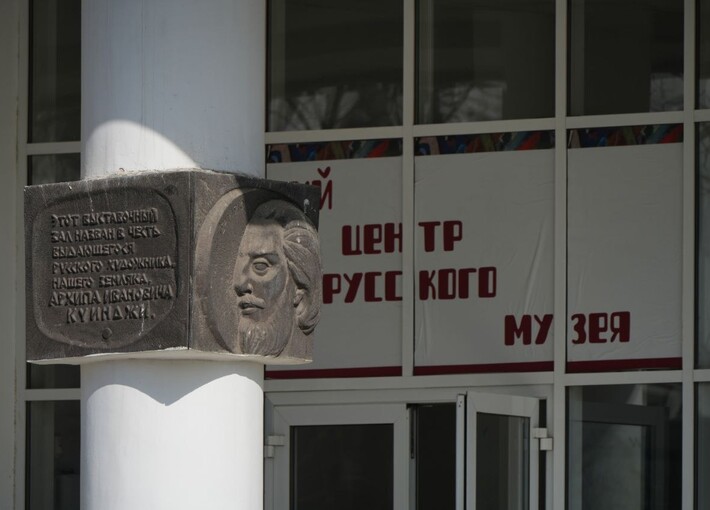 ЭТОТ ВЫСТАВОЧНЫЙ
ЗАЛ НАЗВАН В ЧЕСТЬ
ВЫДАЮЩЕГОСЯ
РУССКОГО ХУДОЖНИКА,
НАШЕГО ЗЕМЛЯКА,
АРХИПА ИВАНОВИЧА
КУИНДЖИ.
ЦЕНТР
РУССКОГО
МУЗЕЯ